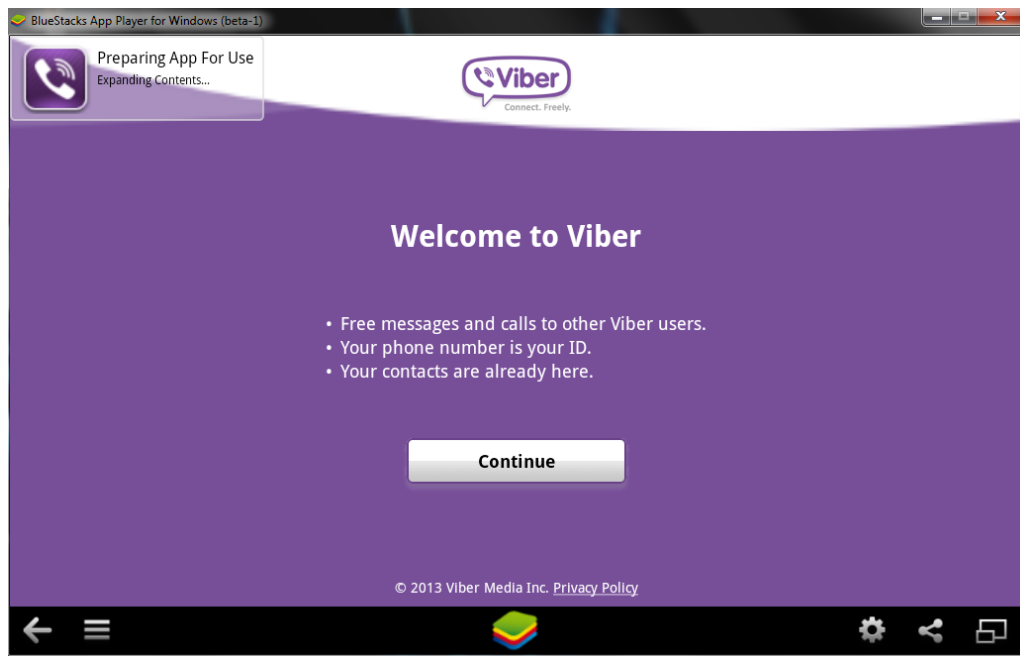 BlueStacks App Player for Windows (beta-1)
Preparing App For Use
Expanding Contents...
Viber
Connect. Freely.
Welcome to Viber
• Free messages and calls to other Viber users.
• Your phone number is your ID.
• Your contacts are already here.
Continue
© 2013 Viber Media Inc. Privacy Policy